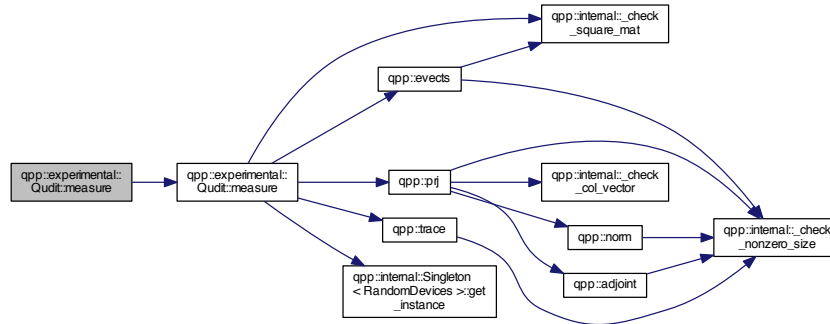 qpp::internal::_check
_square_mat
qpp::evects
qpp::experimental::
Qudit::measure
qpp::experimental::
Qudit::measure
qpp::prj
qpp::internal::_check
_col_vector
qpp::trace
qpp::norm
qpp::internal::_check
_nonzero_size
qpp::internal::Singleton
< RandomDevices >::get
_instance
qpp::adjoint